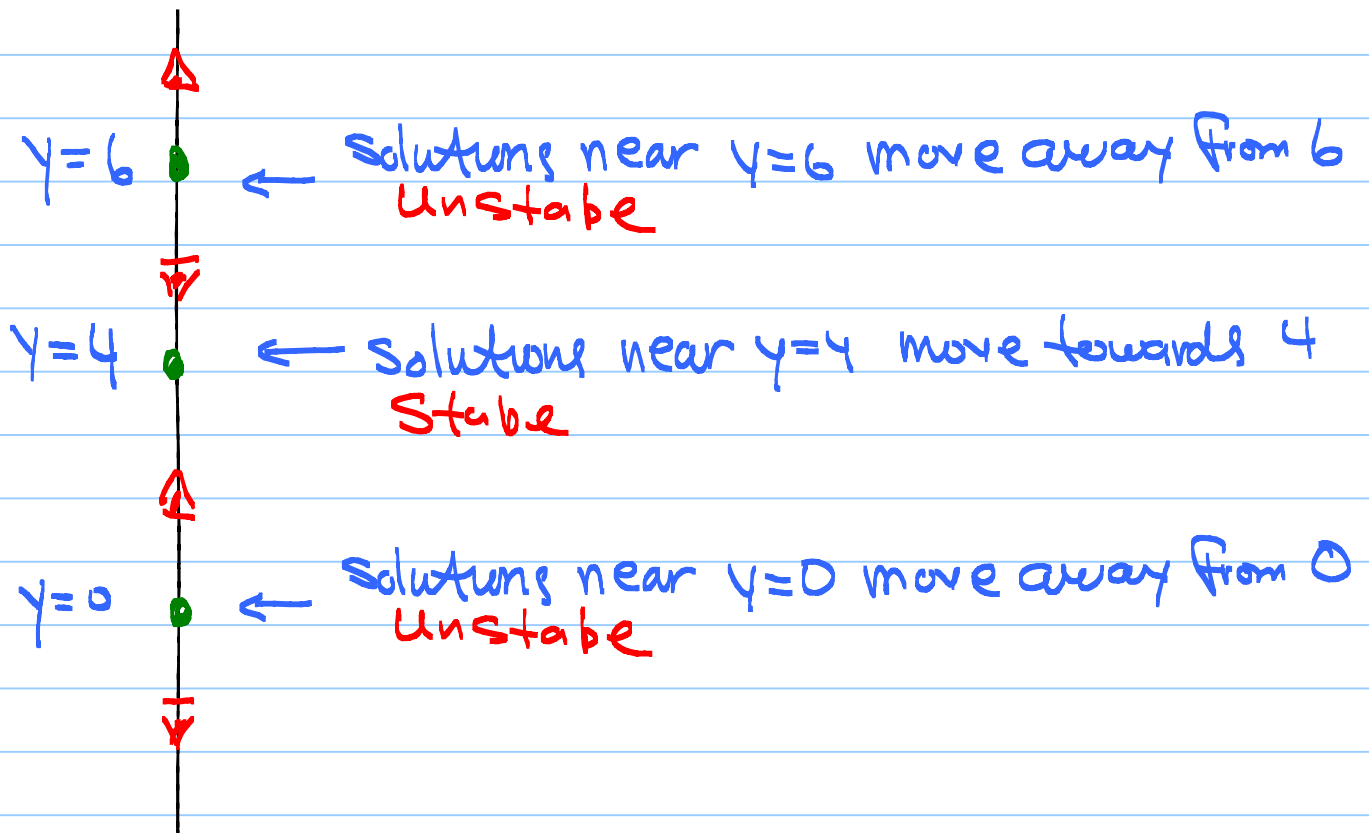 y=6 ← solutions near y=6 move away from 6
Unstabe
y=4 ← solutions near y=4 move towards 4
Stabe
y=0 ← solutions near y=0 move away from 0
Unstabe